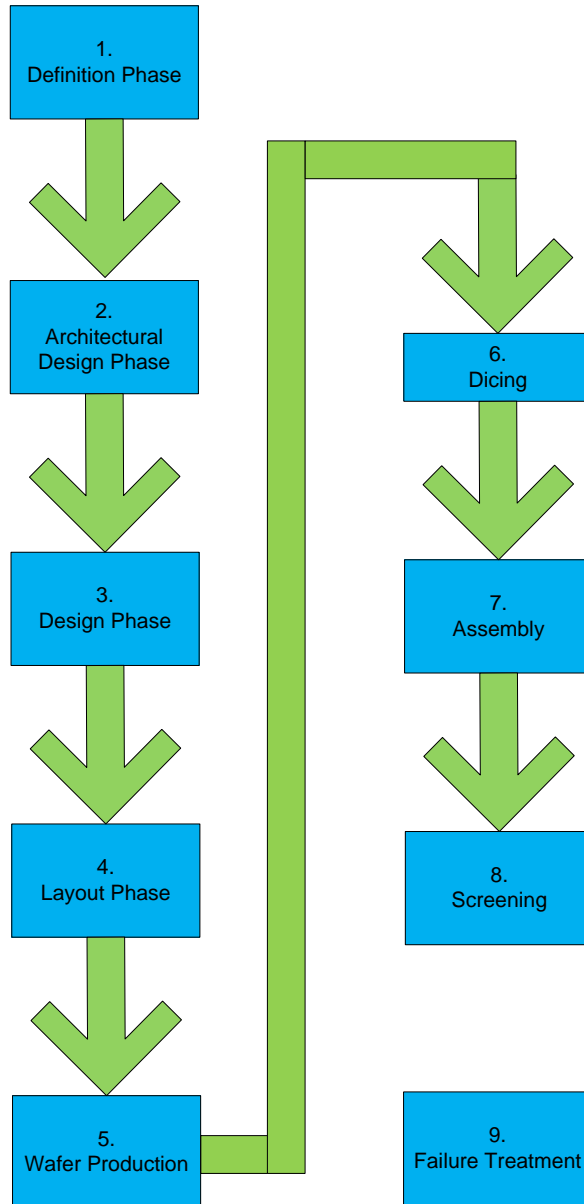 1.
Definition Phase
2.
Architectural
Design Phase
3.
Design Phase
4.
Layout Phase
5.
Wafer Production
6.
Dicing
7.
Assembly
8.
Screening
9.
Failure Treatment